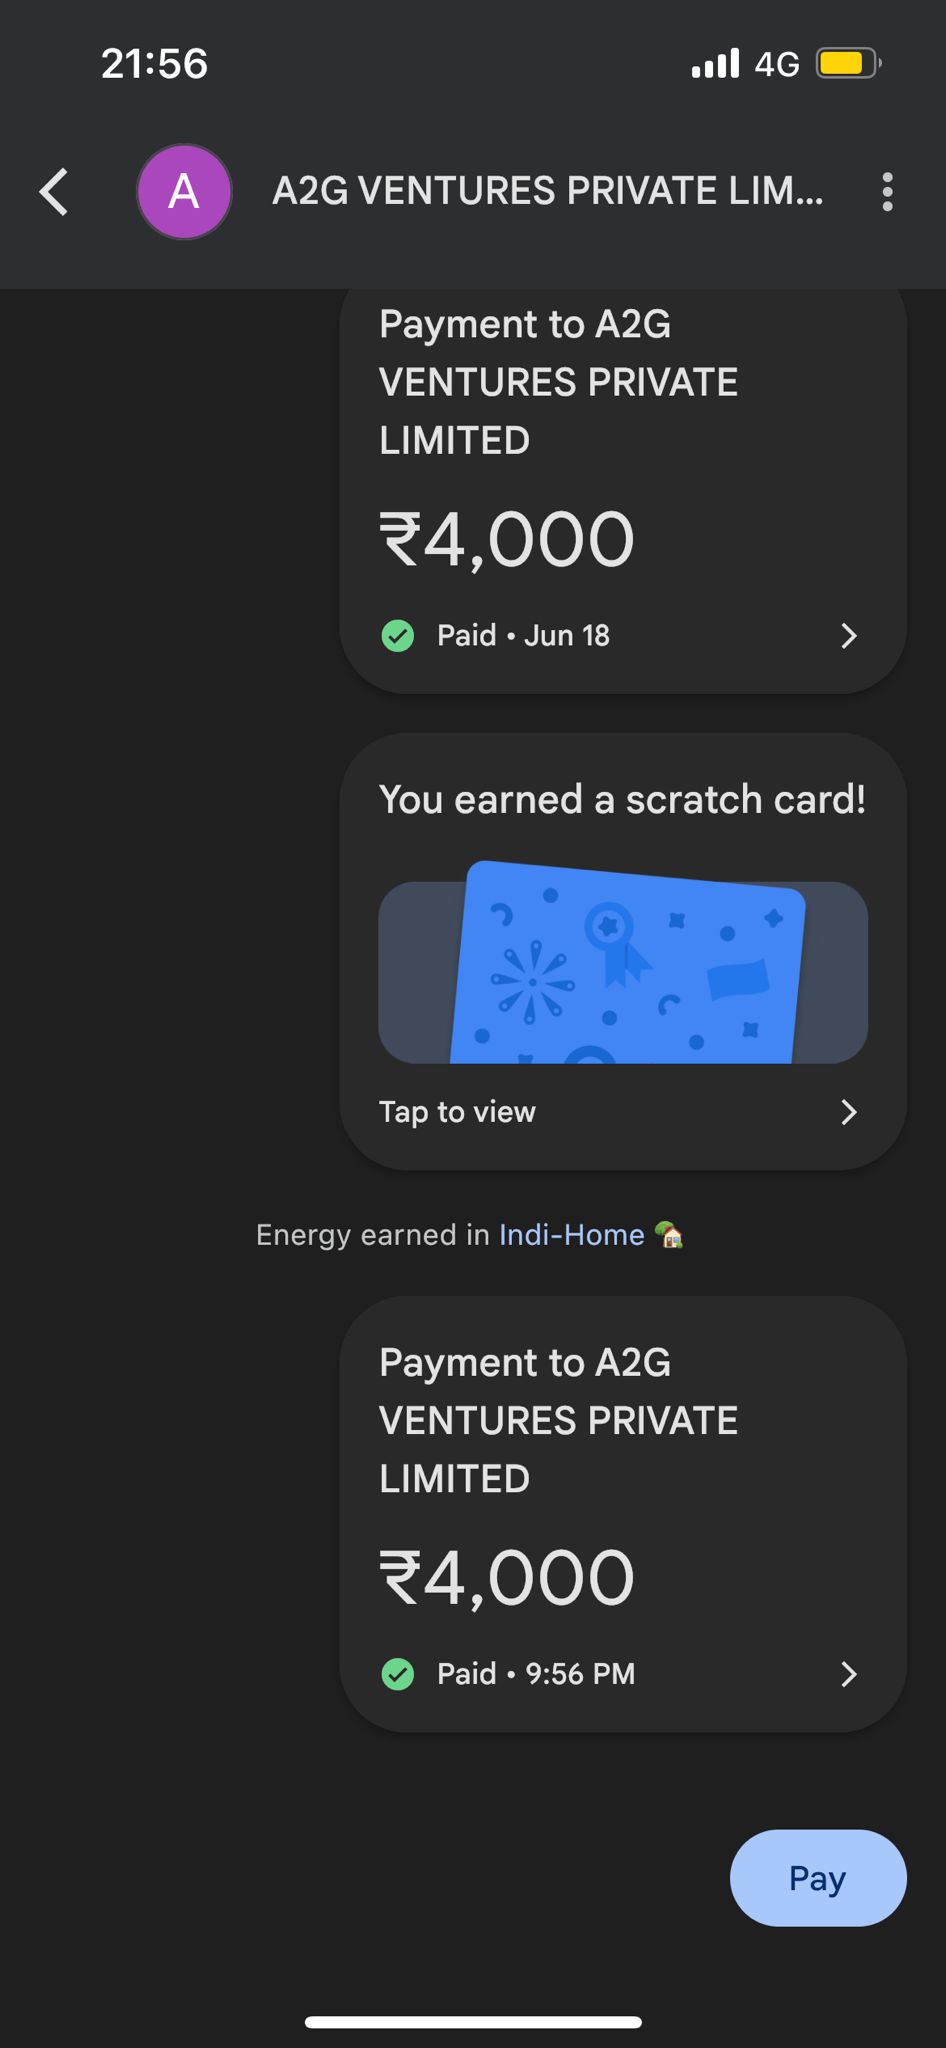 21:56
4G
A
A2G VENTURES PRIVATE LIM...
Payment to A2G
VENTURES PRIVATE
LIMITED
₹4,000
Paid • Jun 18
You earned a scratch card!
Tap to view
Energy earned in Indi-Home 🏡
Payment to A2G
VENTURES PRIVATE
LIMITED
₹4,000
Paid • 9:56 PM
Pay